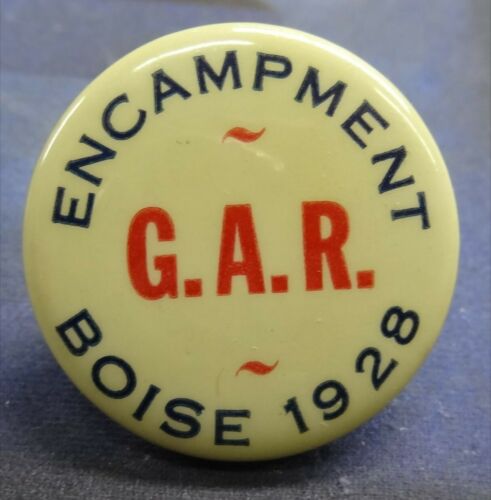 ENCAMPMENT
G.A.R.
BOISE 1928